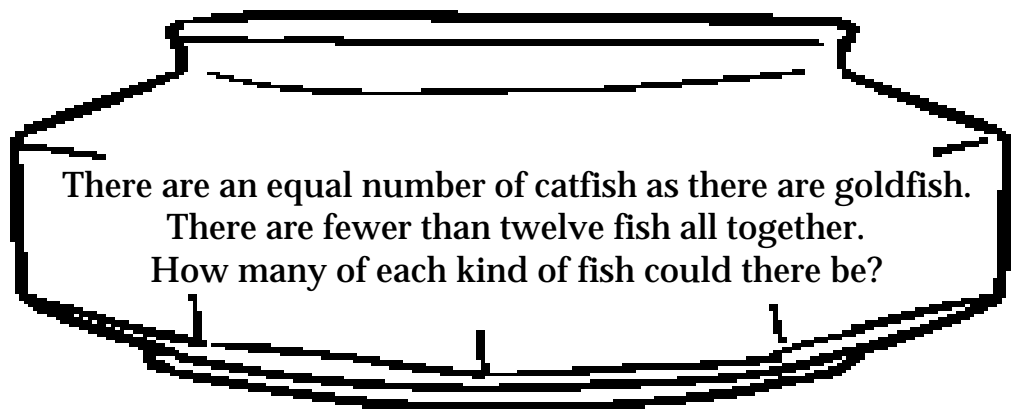 There are an equal number of catfish as there are goldfish.
There are fewer than twelve fish all together.
How many of each kind of fish could there be?